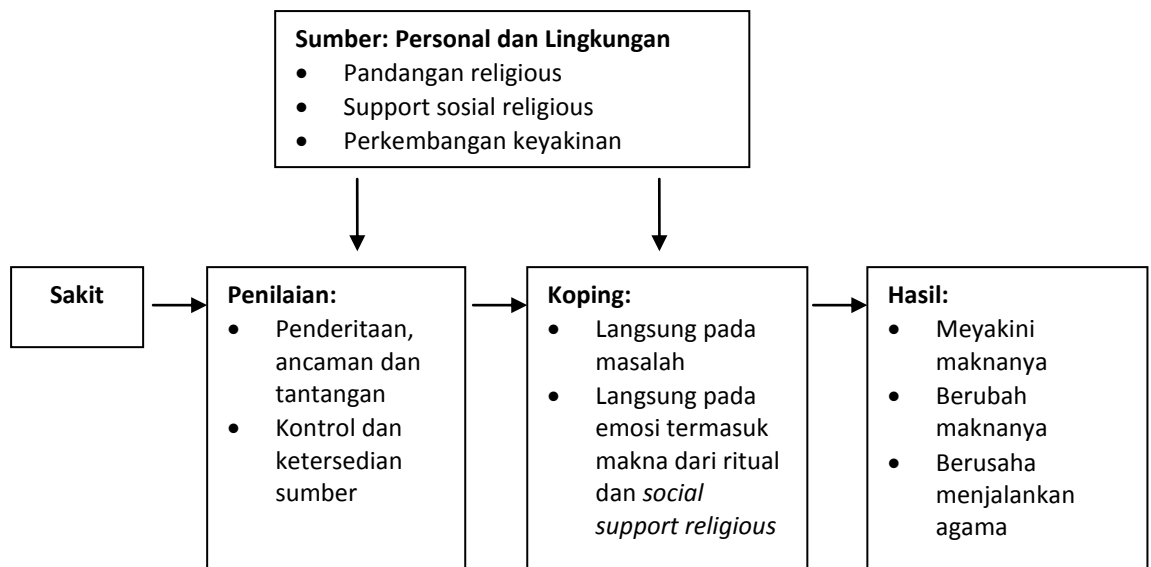 Sumber: Personal dan Lingkungan
• Pandangan religious
• Support sosial religious
• Perkembangan keyakinan
Sakit
Penilaian:
• Penderitaan,
ancaman dan
tantangan
• Kontrol dan
ketersedian
sumber
Koping:
• Langsung pada
masalah
• Langsung pada
emosi termasuk
makna dari ritual
dan social
support religious
Hasil:
• Meyakini
maknanya
• Berubah
maknanya
• Berusaha
menjalankan
agama